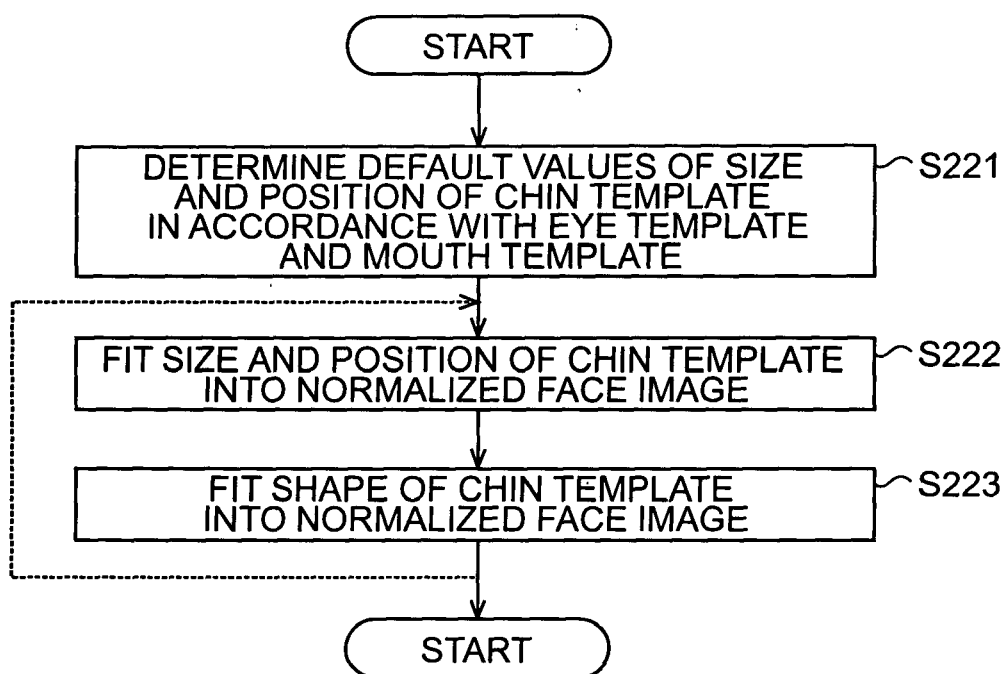 START
DETERMINE DEFAULT VALUES OF SIZE
AND POSITION OF CHIN TEMPLATE
IN ACCORDANCE WITH EYE TEMPLATE
AND MOUTH TEMPLATE
S221
FIT SIZE AND POSITION OF CHIN TEMPLATE
INTO NORMALIZED FACE IMAGE
S222
FIT SHAPE OF CHIN TEMPLATE
INTO NORMALIZED FACE IMAGE
S223
START